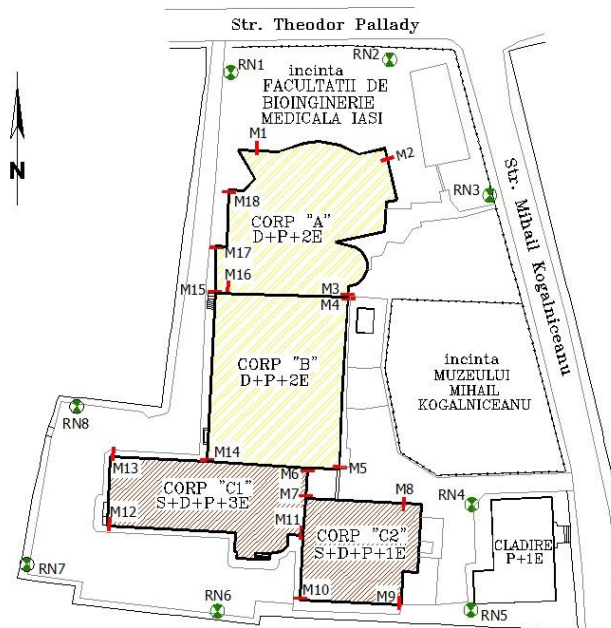 Str. Theodor Pallady
RN1
RN2
incinta
FACULTATII DE
BIOINGINERIE
MEDICALA IASI
M1
M2
N
RN3
Str. Mihail Kogalniceanu
M18
CORP "A"
D+P+2E
M17
M16
M15
M3
M4
CORP "B"
D+P+2E
incinta
MUZEULUI
MIHAIL
KOGALNICEANU
RN8
M13
M14
M5
M6
M7
M8
CORP "C1"
S+D+P+3E
RN4
M12
M11
CORP "C2"
S+D+P+1E
CLADIRE
P+1E
RN7
M10
M9
RN6
RN5